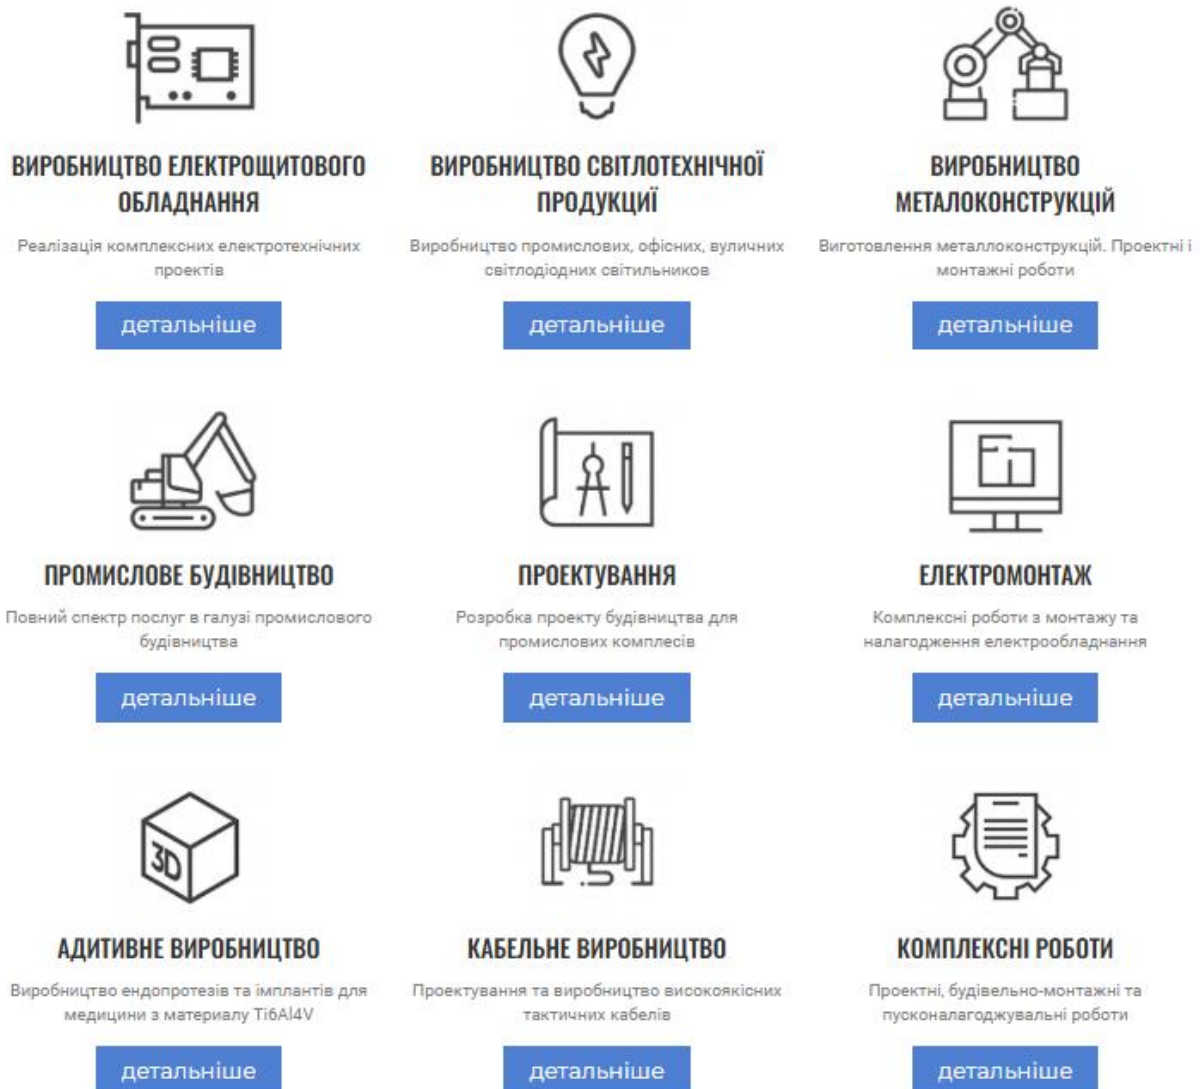 ВИРОБНИЦТВО ЕЛЕКТРОЩИТОВОГО
ОБЛАДНАННЯ
Реалізація комплексних електротехнічних
проектів
детальніше
ВИРОБНИЦТВО СВІТЛОТЕХНІЧНОЇ
ПРОДУКЦИЇ
Виробництво промислових, офісних, вуличних
світлодіодних світильників
детальніше
ВИРОБНИЦТВО
МЕТАЛОКОНСТРУКЦІЙ
Виготовлення металлоконструкцій. Проектні і
монтажні роботи
детальніше
ПРОМИСЛОВЕ БУДІВНИЦТВО
Повний спектр послуг в галузі промислового
будівництва
детальніше
ПРОЕКТУВАННЯ
Розробка проекту будівництва для
промислових комплесів
детальніше
ЕЛЕКТРОМОНТАЖ
Комплексні роботи з монтажу та
налагодження електрообладнання
детальніше
3D
АДИТИВНЕ ВИРОБНИЦТВО
Виробництво ендопротезів та імплантів для
медицини з материалу Ti6Al4V
детальніше
КАБЕЛЬНЕ ВИРОБНИЦТВО
Проектування та виробництво високоякісних
тактичних кабелів
детальніше
КОМПЛЕКСНІ РОБОТИ
Проектні, будівельно-монтажні та
пусконалагоджувальні роботи
детальніше